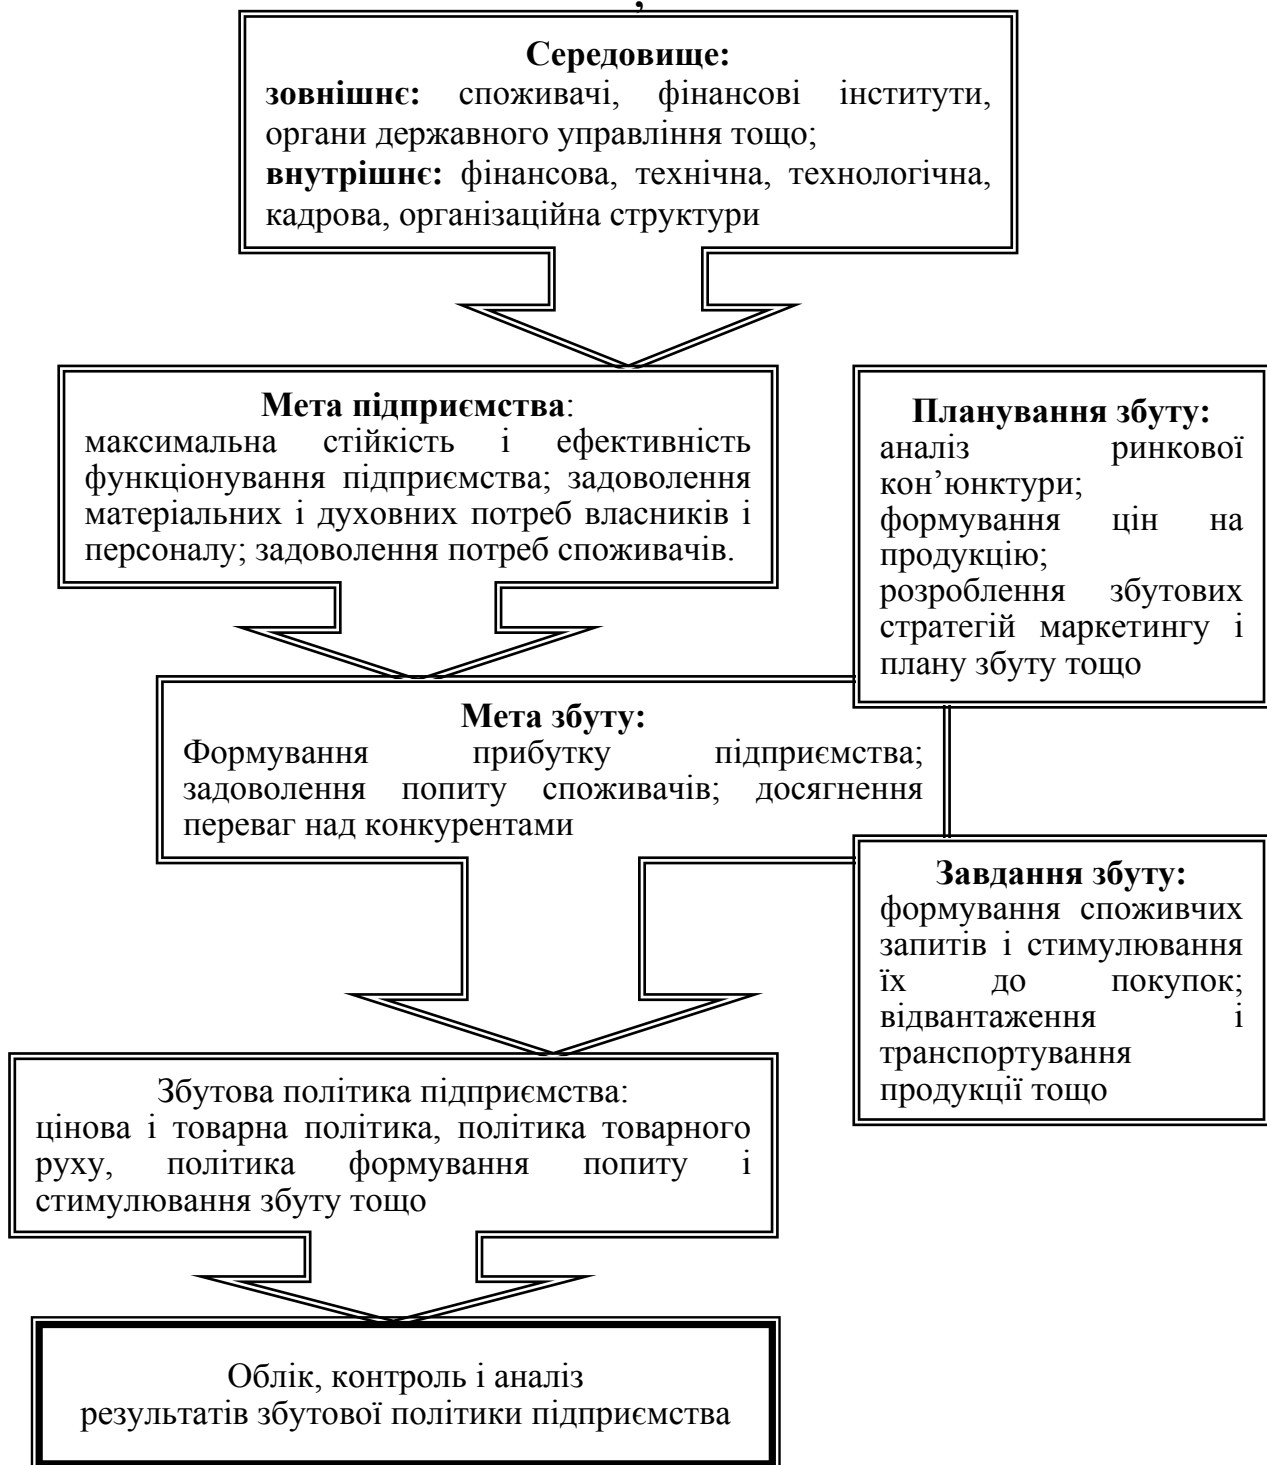 Середовище:
зовнішнє: споживачі, фінансові інститути,
органи державного управління тощо;
внутрішнє: фінансова, технічна, технологічна,
кадрова, організаційна структури
Мета підприємства:
максимальна стійкість і ефективність
функціонування підприємства; задоволення
матеріальних і духовних потреб власників і
персоналу; задоволення потреб споживачів.
Планування збуту:
аналіз ринкової
кон’юнктури;
формування цін на
продукцію;
розроблення збутових
стратегій маркетингу і
плану збуту тощо
Мета збуту:
Формування прибутку підприємства;
задоволення попиту споживачів; досягнення
переваг над конкурентами
Завдання збуту:
формування споживчих
запитів і стимулювання
їх до покупок;
відвантаження і
транспортування
продукції тощо
Збутова політика підприємства:
цінова і товарна політика, політика товарного
руху, політика формування попиту і
стимулювання збуту тощо
Облік, контроль і аналіз
результатів збутової політики підприємства